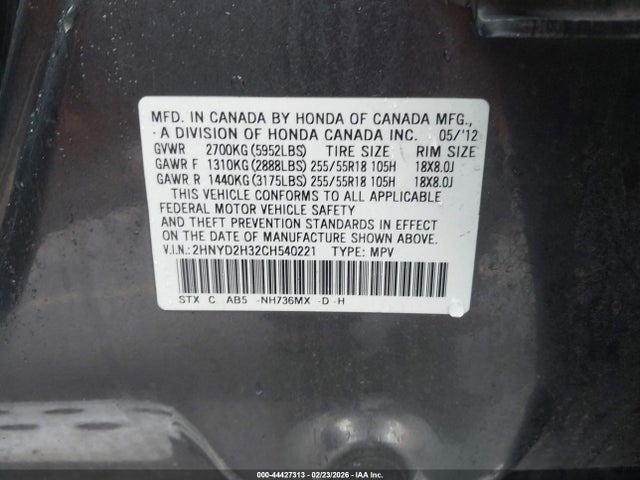 MFD. IN CANADA BY HONDA OF CANADA MFG.,
A DIVISION OF HONDA CANADA INC. 05/'12
GVWR 2700KG(5952LBS) TIRE SIZE RIM SIZE
GAWR F 1310KG(2888LBS) 255/55R18 105H 18X8.0J
GAWR R 1440KG(3175LBS) 255/55R18 105H 18X8.0J
THIS VEHICLE CONFORMS TO ALL APPLICABLE
FEDERAL MOTOR VEHICLE SAFETY
AND THEFT PREVENTION STANDARDS IN EFFECT
ON THE DATE OF MANUFACTURE SHOWN ABOVE.
V.I.N.: 2HNYD2H32CH540221 TYPE: MPV
STX C AB5 -NH736MX -D -H
000-44427313 - 02/23/2026 - IAA Inc.